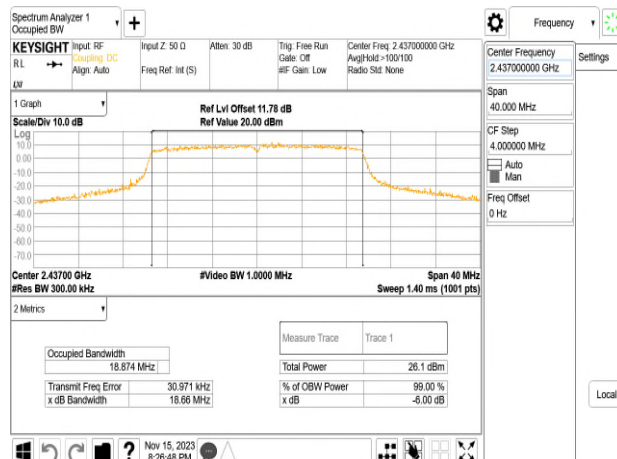 Spectrum Analyzer 1
Occupied BW
Frequency
KEYSIGHT
Input: RF
Coupling: DC
Align: Auto
Input Z: 50 Ω
Freq Ref: Int (S)
Atten: 30 dB
Trig: Free Run
Gate: Off
#IF Gain: Low
Center Freq: 2.437000000 GHz
Avg|Hold:>100/100
Radio Std: None
RL
Center Frequency
2.437000000 GHz
Settings
Span
40.000 MHz
CF Step
4.000000 MHz
Auto
Man
Freq Offset
0 Hz
1 Graph
Scale/Div 10.0 dB
Ref Lvl Offset 11.78 dB
Ref Value 20.00 dBm
Log
10.0
0.00
-10.0
-20.0
-30.0
-40.0
-50.0
-60.0
-70.0
Center 2.43700 GHz
#Res BW 300.00 kHz
#Video BW 1.0000 MHz
Span 40 MHz
Sweep 1.40 ms (1001 pts)
2 Metrics
Measure Trace Trace 1
Occupied Bandwidth
18.874 MHz
Total Power 26.1 dBm
Transmit Freq Error 30.971 kHz
% of OBW Power 99.00 %
x dB Bandwidth 18.66 MHz
x dB -6.00 dB
Local
?
Nov 15, 2023
8:26:48 PM